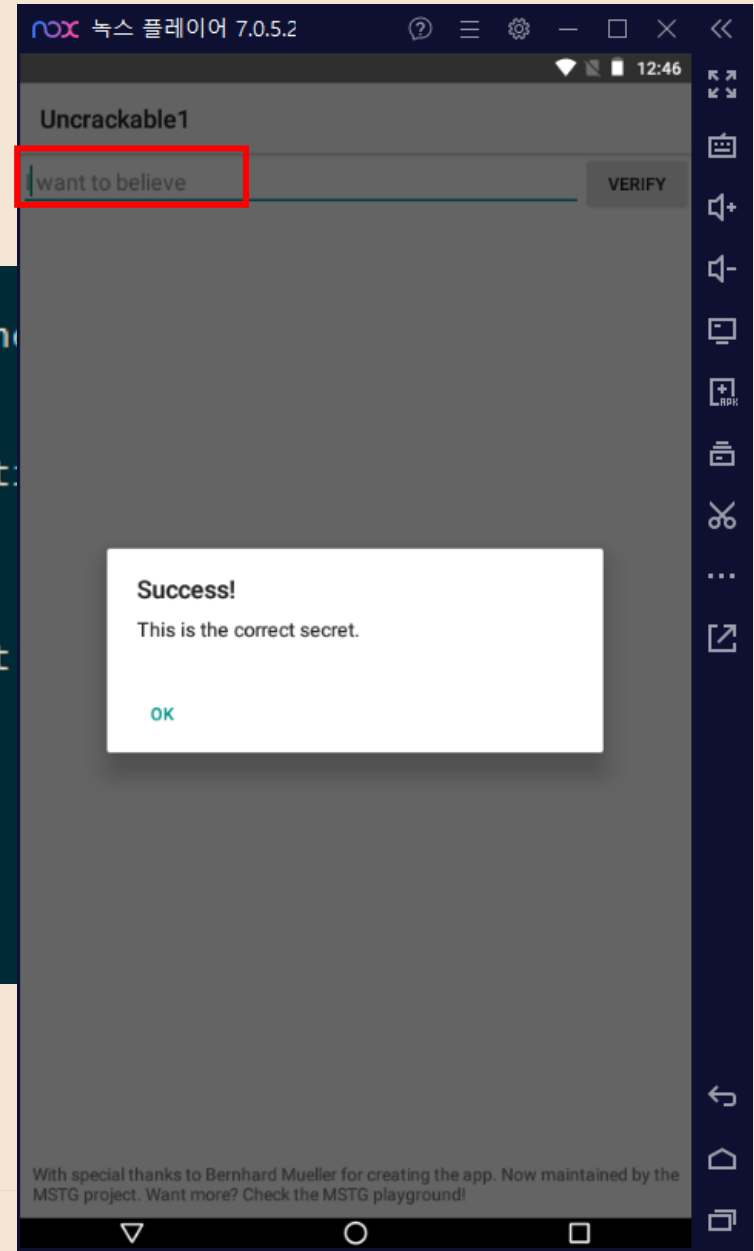 nox 녹스 플레이어 7.0.5.2
12:46
Uncrackable1
I want to believe
VERIFY
APK
Success!
This is the correct secret.
OK
With special thanks to Bernhard Mueller for creating the app. Now maintained by the
MSTG project. Want more? Check the MSTG playground!